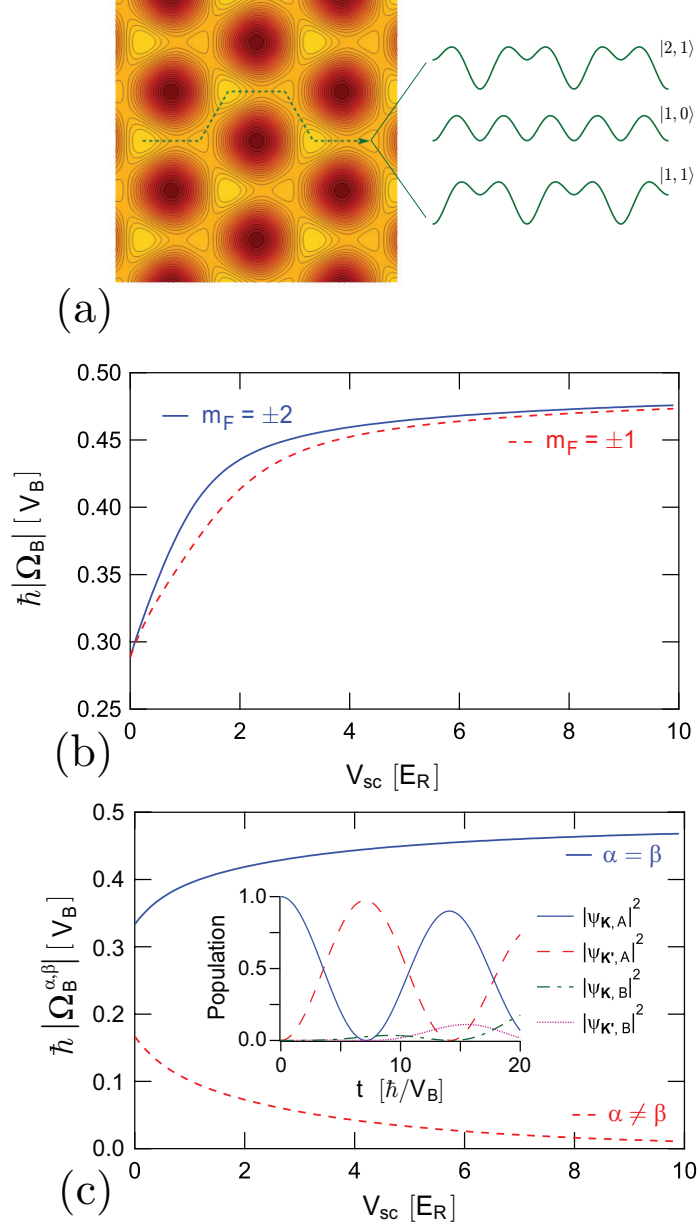 |2, 1⟩
|1, 0⟩
|1, 1⟩
(a)
0.50
0.45
0.40
0.35
0.30
0.25
ħ|Ω_B| [V_B]
m_F = ±2
m_F = ±1
0 2 4 6 8 10
V_sc [E_R]
(b)
0.5
0.4
0.3
0.2
0.1
0.0
ħ |Ω_B^{α,β}| [V_B]
α = β
1.0
0.5
0.0
Population
0 10 20
t [ħ/V_B]
|ψ_{K, A}|^2
|ψ_{K', A}|^2
|ψ_{K, B}|^2
|ψ_{K', B}|^2
α ≠ β
0 2 4 6 8 10
V_sc [E_R]
(c)